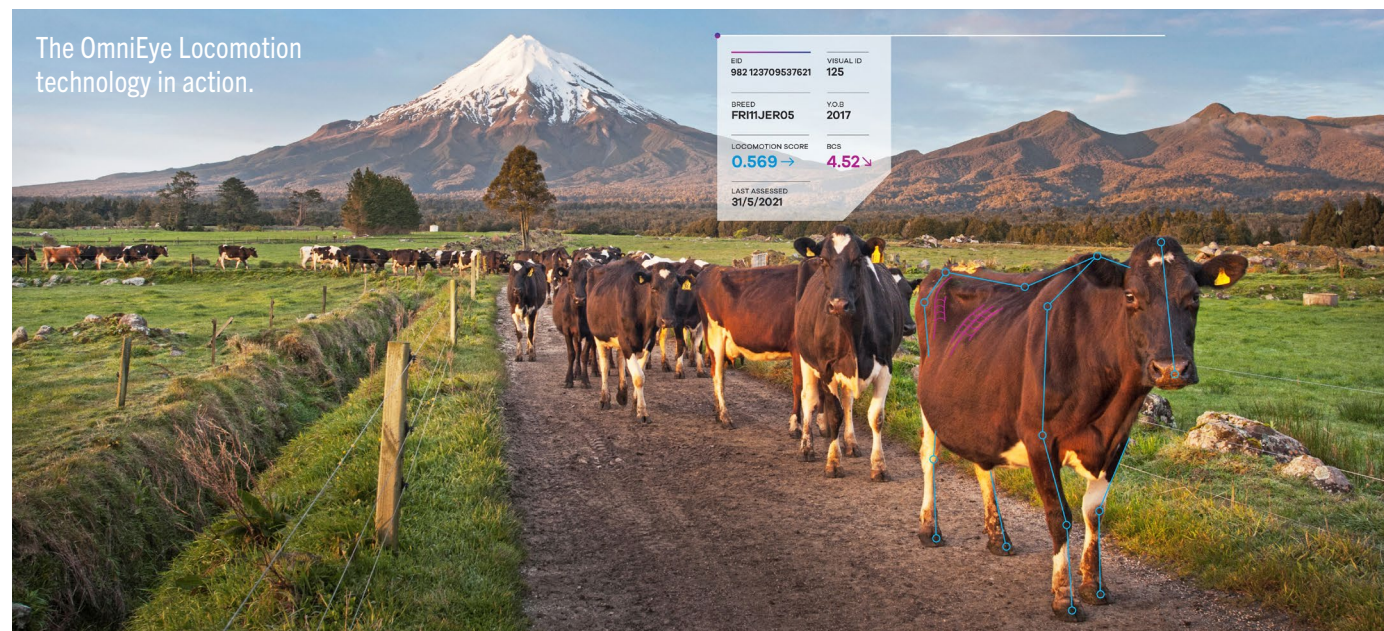 The OmniEye Locomotion
technology in action.
EID
982 123709537621
VISUAL ID
125
BREED
FRI11JER05
Y.O.B
2017
LOCOMOTION SCORE
0.569 →
BCS
4.52 ↘
LAST ASSESSED
31/5/2021